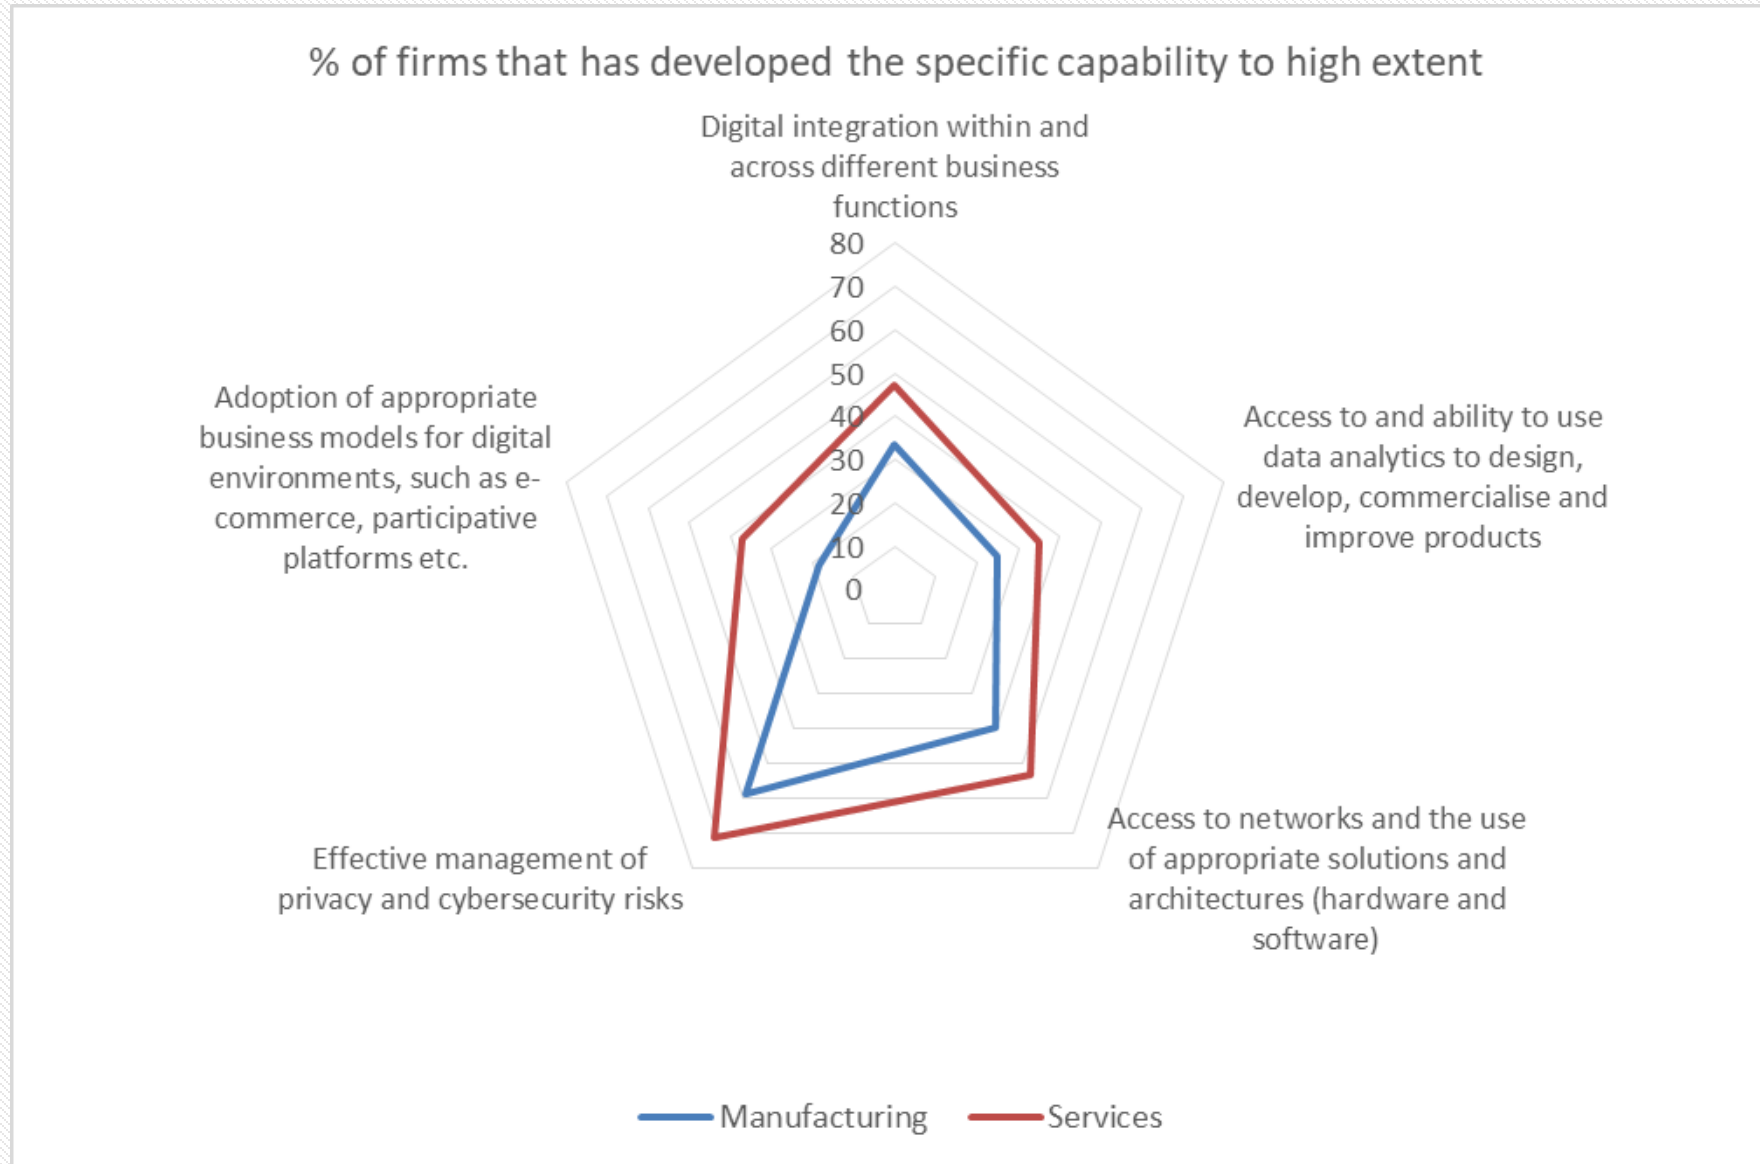 % of firms that has developed the specific capability to high extent
Digital integration within and
across different business
functions
80
70
60
50
40
30
20
10
0
Access to and ability to use
data analytics to design,
develop, commercialise and
improve products
Access to networks and the use
of appropriate solutions and
architectures (hardware and
software)
Effective management of
privacy and cybersecurity risks
Adoption of appropriate
business models for digital
environments, such as e-
commerce, participative
platforms etc.
Manufacturing
Services